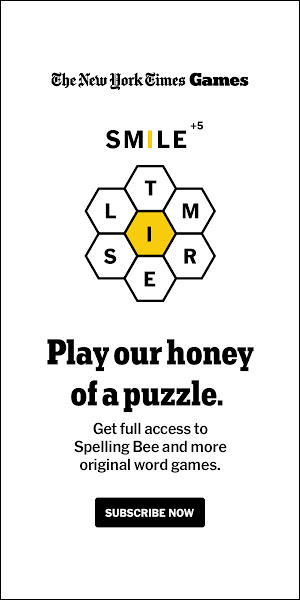 The New York Times Games
SMILE +5
T
L M
I
S R
E
Play our honey
of a puzzle.
Get full access to
Spelling Bee and more
original word games.
SUBSCRIBE NOW